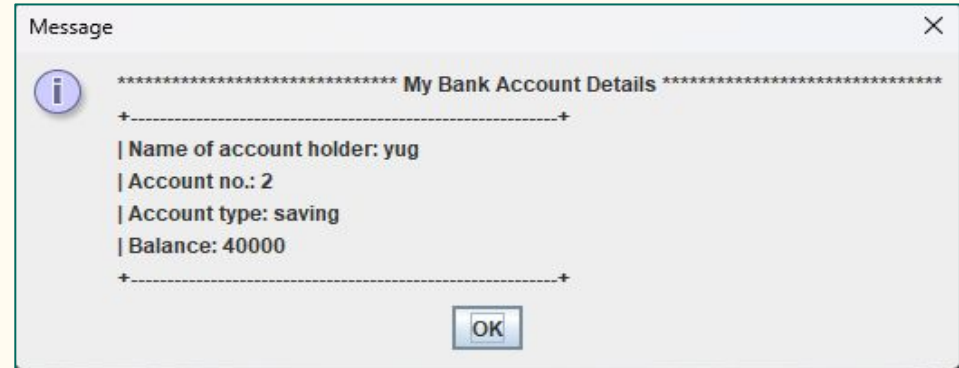 Message
****************************** My Bank Account Details ******************************
+----------------------------------------------------------+
| Name of account holder: yug
| Account no.: 2
| Account type: saving
| Balance: 40000
+----------------------------------------------------------+
OK